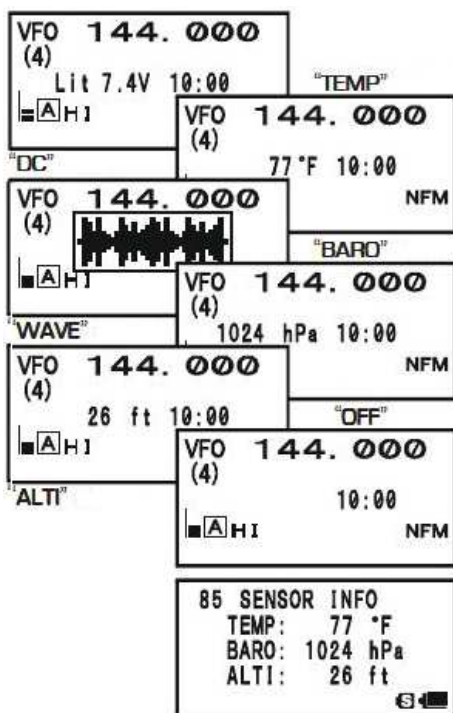 VFO 144. 000
(4)
Lit 7.4V 10:00
A HI
"DC"
"TEMP"
VFO 144. 000
(4)
77°F 10:00
NFM
VFO 144. 000
(4)
A HI
"WAVE"
"BARO"
VFO 144. 000
(4)
1024 hPa 10:00
NFM
VFO 144. 000
(4)
26 ft 10:00
A HI
"ALTI"
"OFF"
VFO 144. 000
(4)
10:00
A HI
NFM
85 SENSOR INFO
TEMP: 77 °F
BARO: 1024 hPa
ALTI: 26 ft
S